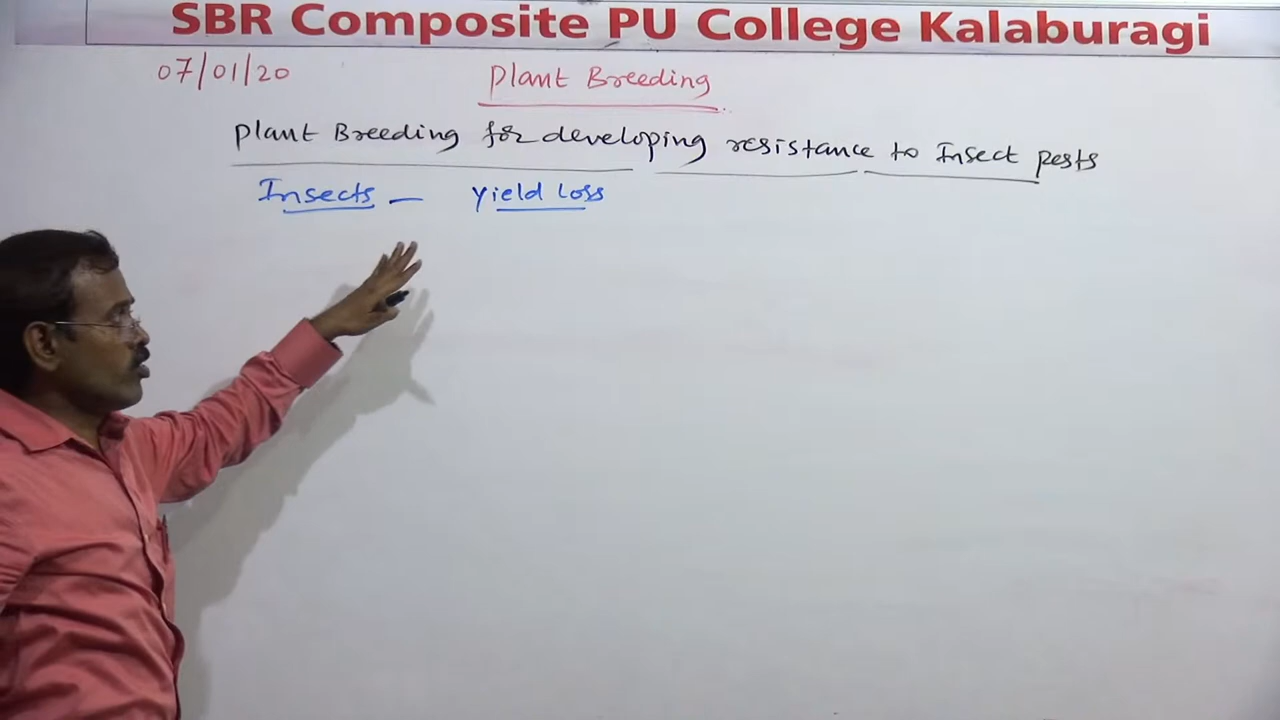 SBR Composite PU College Kalaburagi
07/01/20
Plant Breeding
Plant Breeding for developing resistance to Insect pests
Insects — Yield Loss